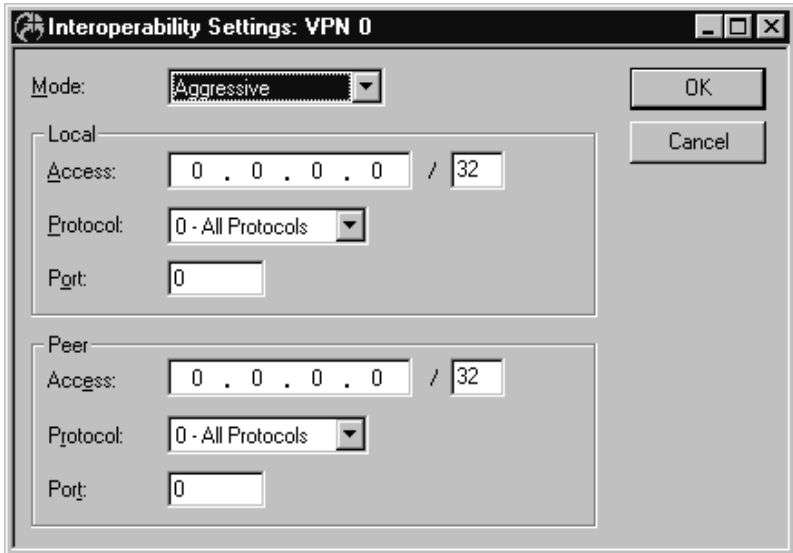 Interoperability Settings: VPN 0
Mode: Aggressive
OK
Cancel
Local
Access: 0 . 0 . 0 . 0 / 32
Protocol: 0 - All Protocols
Port: 0
Peer
Access: 0 . 0 . 0 . 0 / 32
Protocol: 0 - All Protocols
Port: 0